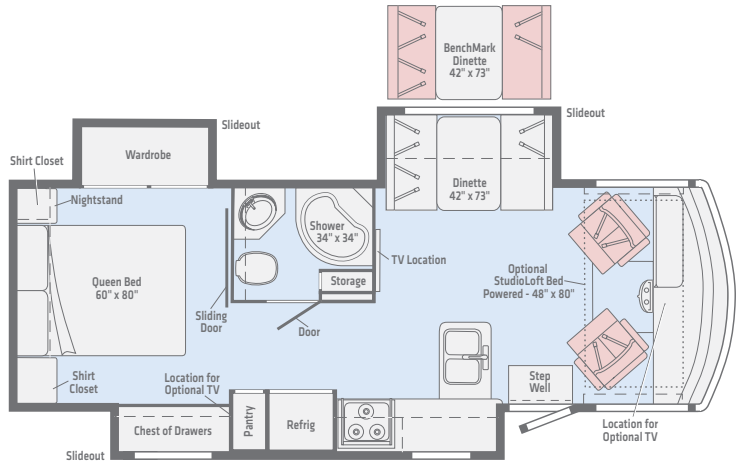 BenchMark
Dinette
42" x 73"
Slideout
Slideout
Wardrobe
Shirt Closet
Nightstand
Dinette
42" x 73"
Shower
34" x 34"
TV Location
Storage
Queen Bed
60" x 80"
Optional
StudioLoft Bed
Powered - 48" x 80"
Sliding
Door
Door
Shirt
Closet
Location for
Optional TV
Step
Well
Chest of Drawers
Pantry
Refrig
Location for
Optional TV
Slideout